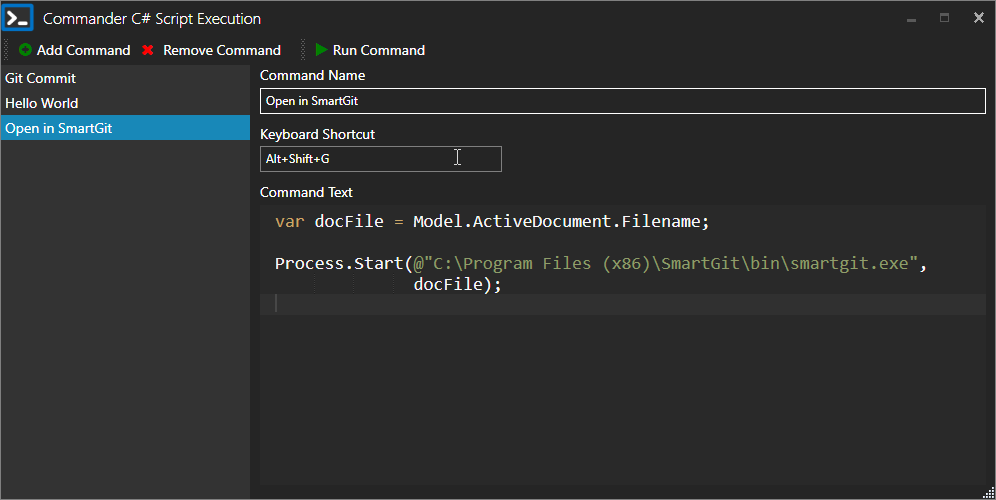 Commander C# Script Execution
Add Command Remove Command Run Command
Git Commit
Hello World
Open in SmartGit
Command Name
Open in SmartGit
Keyboard Shortcut
Alt+Shift+G
Command Text
var docFile = Model.ActiveDocument.Filename;
Process.Start(@"C:\Program Files (x86)\SmartGit\bin\smartgit.exe",
docFile);